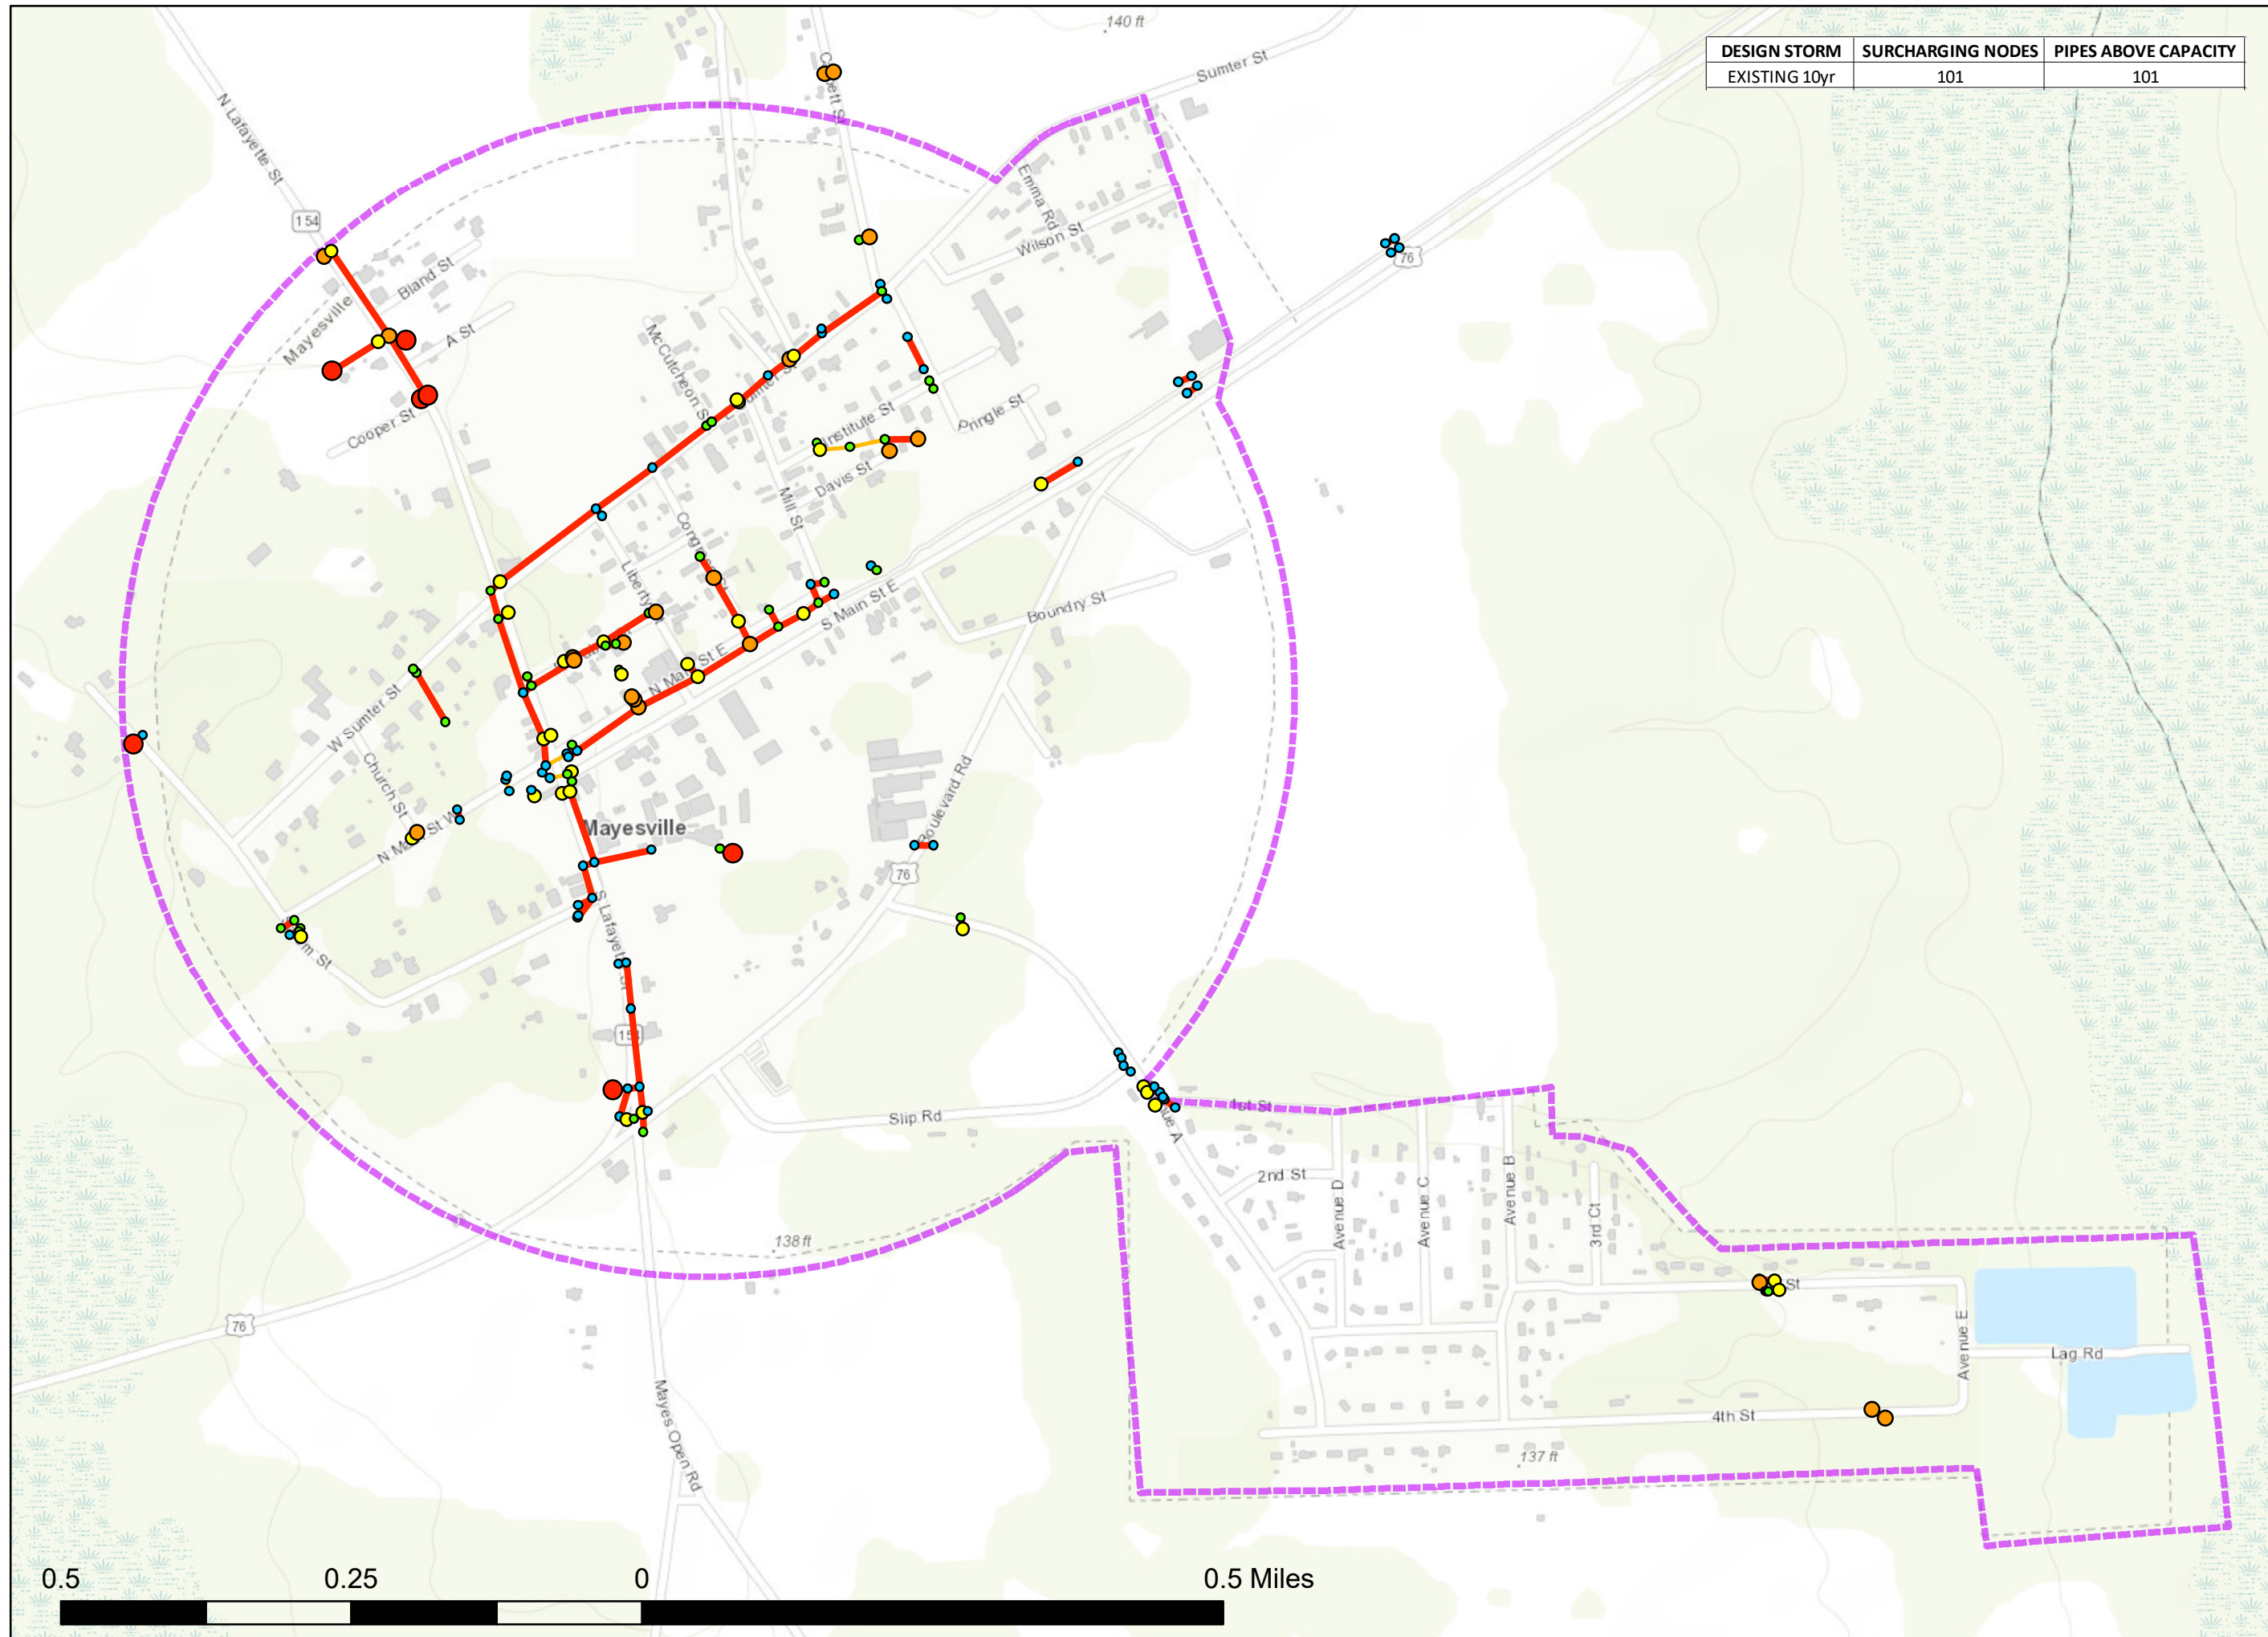 140 ft
DESIGN STORM SURCHARGING NODES PIPES ABOVE CAPACITY
EXISTING 10yr 101 101
Sumter St
N Lafayette St
154
Emma Rd
Wilson St
76
Bland St
Mayesville
A St
McCutcheon S
Cooper St
Institute St
Pringle St
Davis St
Mill St
Liberty
S Main St E
Boundry St
St E
W Sumter St
Church St
Mayesville
Boulevard Rd
76
S Lafayett
St
1st St
Slip Rd
2nd St
Avenue D
Avenue C
Avenue B
3rd Ct
138 ft
St
76
Avenue E
Lag Rd
4th St
Mayes Open Rd
137 ft
0.5 0.25 0 0.5 Miles